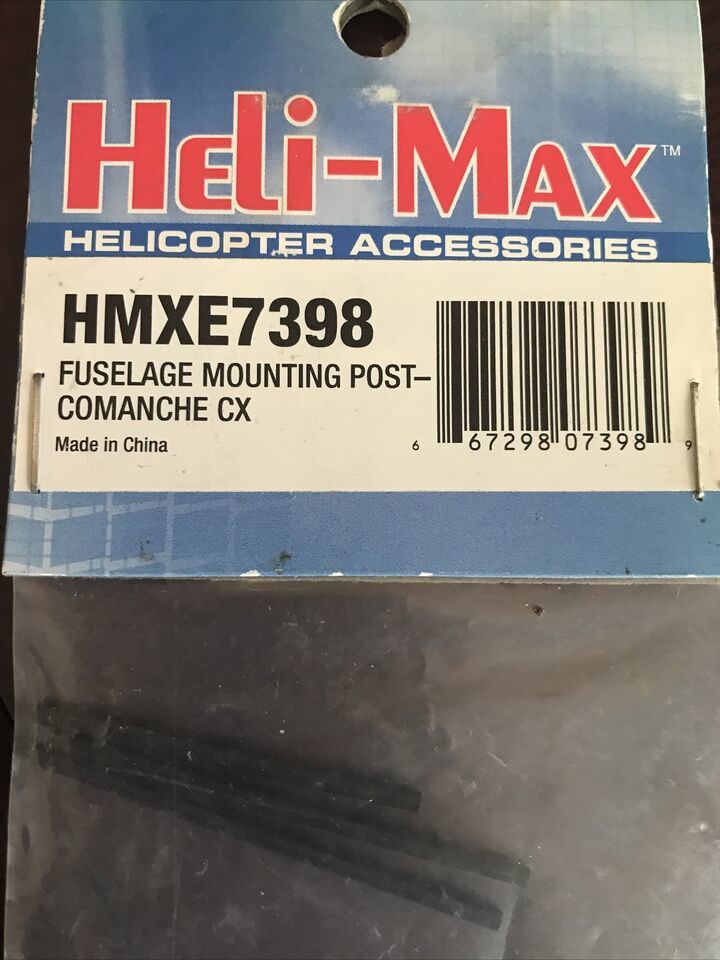 Heli-Max™
HELICOPTER ACCESSORIES
HMXE7398
FUSELAGE MOUNTING POST–
COMANCHE CX
Made in China
6 67298 07398 9